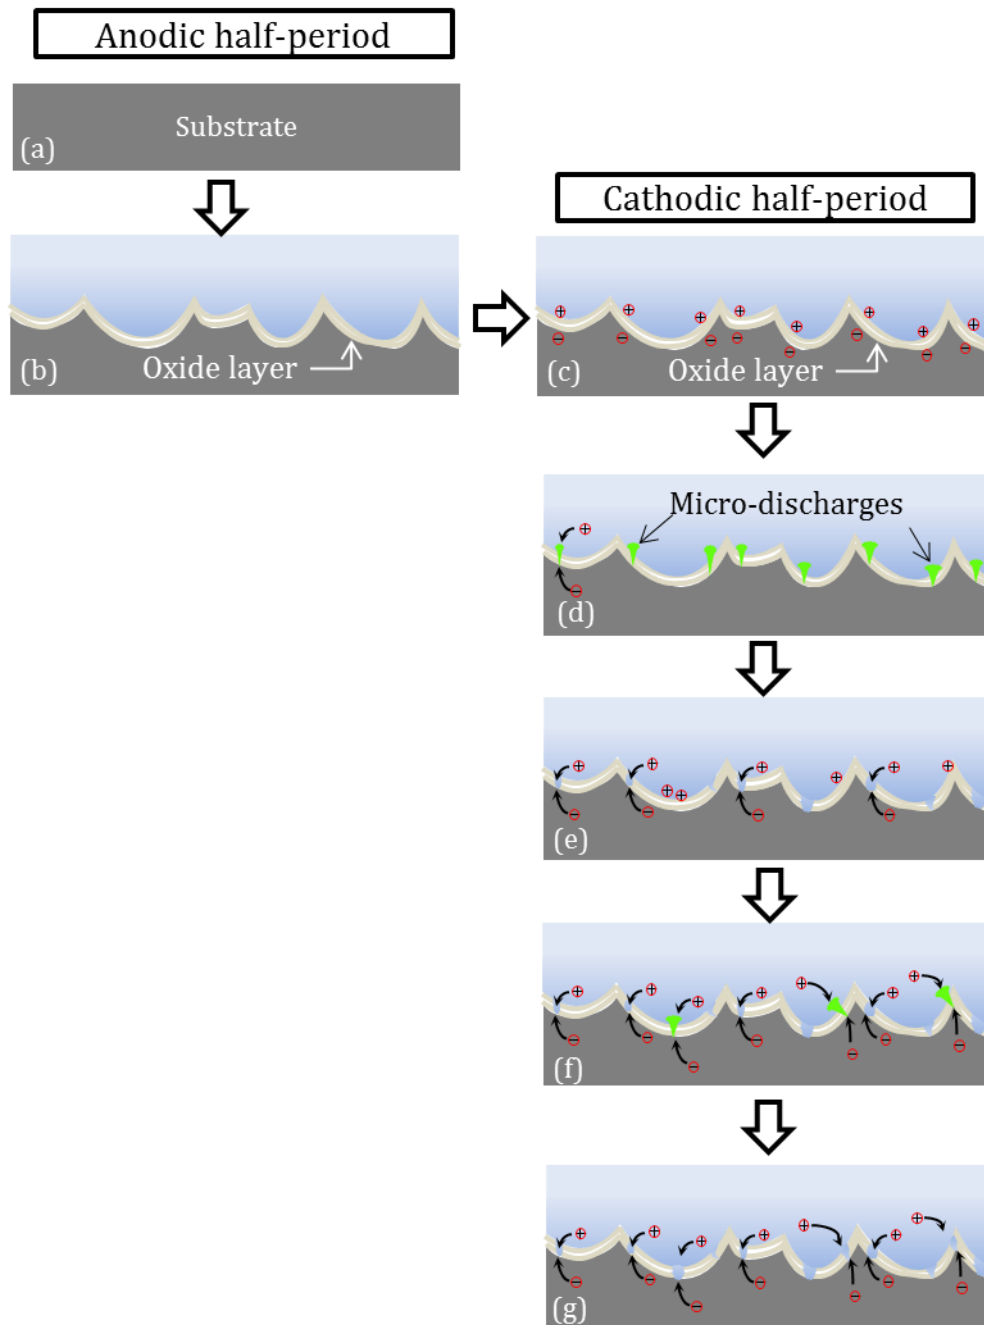 Anodic half-period
Substrate
(a)
Cathodic half-period
(b)
Oxide layer
(c)
Oxide layer
Micro-discharges
(d)
(e)
(f)
(g)